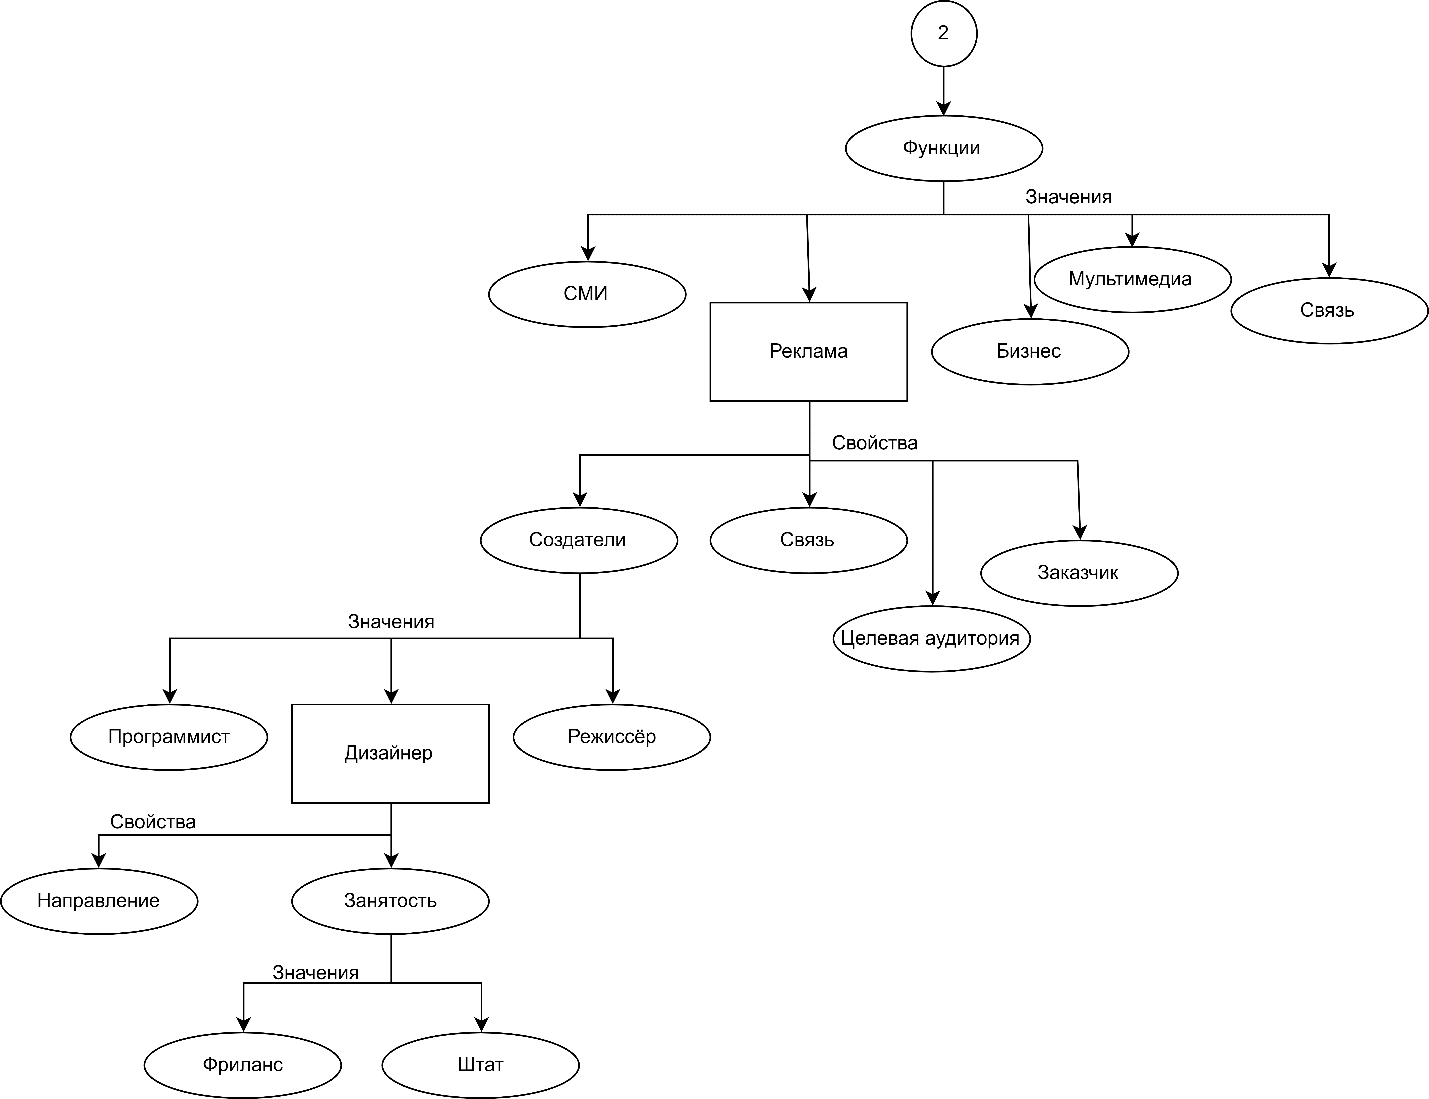 2
Функции
Значения
СМИ
Мультимедиа
Связь
Реклама
Бизнес
Свойства
Создатели
Связь
Заказчик
Значения
Целевая аудитория
Программист
Дизайнер
Режиссёр
Свойства
Направление
Занятость
Значения
Фриланс
Штат